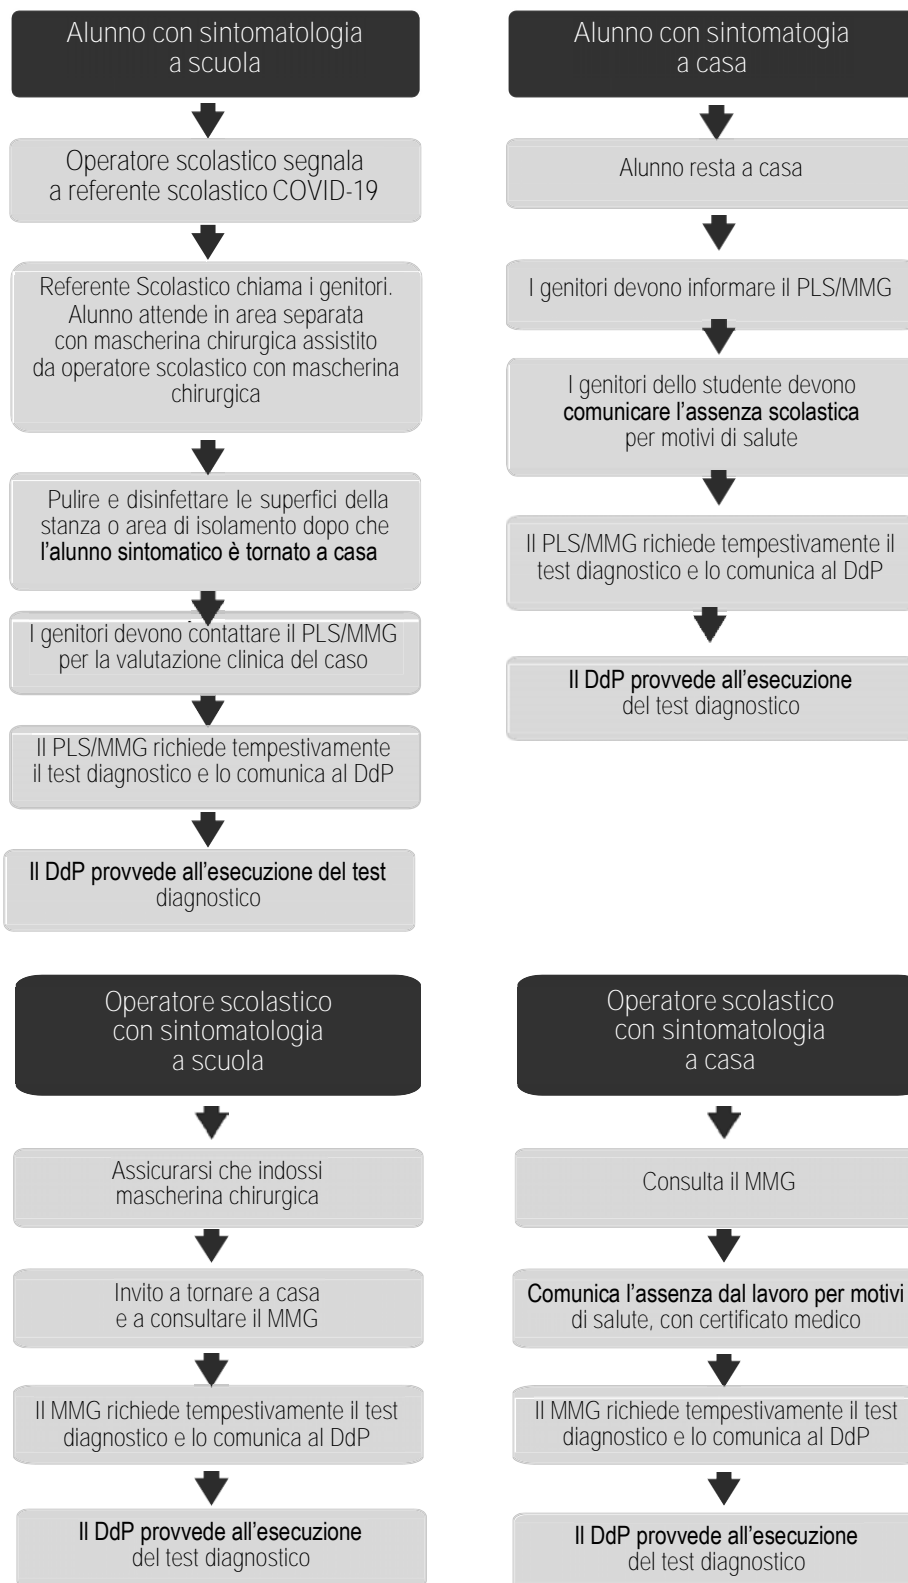 Alunno con sintomatologia
a scuola
Operatore scolastico segnala
a referente scolastico COVID-19
Referente Scolastico chiama i genitori.
Alunno attende in area separata
con mascherina chirurgica assistito
da operatore scolastico con mascherina
chirurgica
Pulire e disinfettare le superfici della
stanza o area di isolamento dopo che
l'alunno sintomatico è tornato a casa
I genitori devono contattare il PLS/MMG
per la valutazione clinica del caso
Il PLS/MMG richiede tempestivamente
il test diagnostico e lo comunica al DdP
Il DdP provvede all'esecuzione del test
diagnostico
Alunno con sintomatogia
a casa
Alunno resta a casa
I genitori devono informare il PLS/MMG
I genitori dello studente devono
comunicare l'assenza scolastica
per motivi di salute
Il PLS/MMG richiede tempestivamente il
test diagnostico e lo comunica al DdP
Il DdP provvede all'esecuzione
del test diagnostico
Operatore scolastico
con sintomatologia
a scuola
Assicurarsi che indossi
mascherina chirurgica
Invito a tornare a casa
e a consultare il MMG
Il MMG richiede tempestivamente il test
diagnostico e lo comunica al DdP
Il DdP provvede all'esecuzione
del test diagnostico
Operatore scolastico
con sintomatologia
a casa
Consulta il MMG
Comunica l'assenza dal lavoro per motivi
di salute, con certificato medico
Il MMG richiede tempestivamente il test
diagnostico e lo comunica al DdP
Il DdP provvede all'esecuzione
del test diagnostico